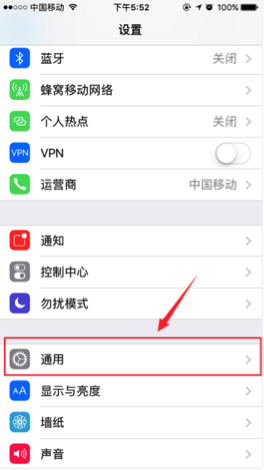 中国移动 下午5:52 100%
设置
蓝牙 关闭
蜂窝移动网络
个人热点 关闭
VPN VPN
运营商 中国移动
通知
控制中心
勿扰模式
通用
AA 显示与亮度
墙纸
声音